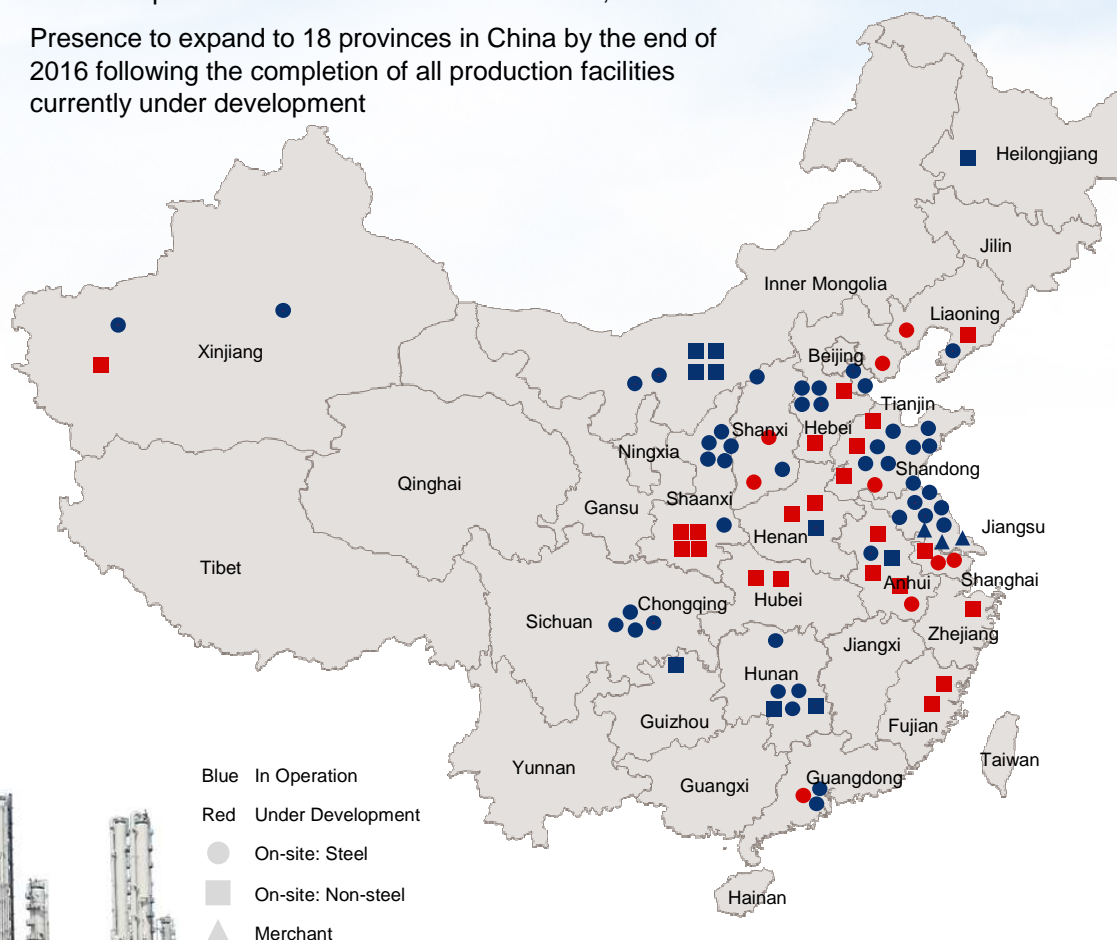 Presence to expand to 18 provinces in China by the end of
2016 following the completion of all production facilities
currently under development
Heilongjiang
Jilin
Inner Mongolia
Liaoning
Xinjiang
Beijing
Tianjin
Shanxi
Hebei
Ningxia
Shandong
Qinghai
Gansu
Shaanxi
Jiangsu
Henan
Tibet
Anhui
Shanghai
Hubei
Chongqing
Sichuan
Zhejiang
Jiangxi
Hunan
Guizhou
Fujian
Taiwan
Yunnan
Guangdong
Guangxi
Hainan
Blue In Operation
Red Under Development
On-site: Steel
On-site: Non-steel
Merchant